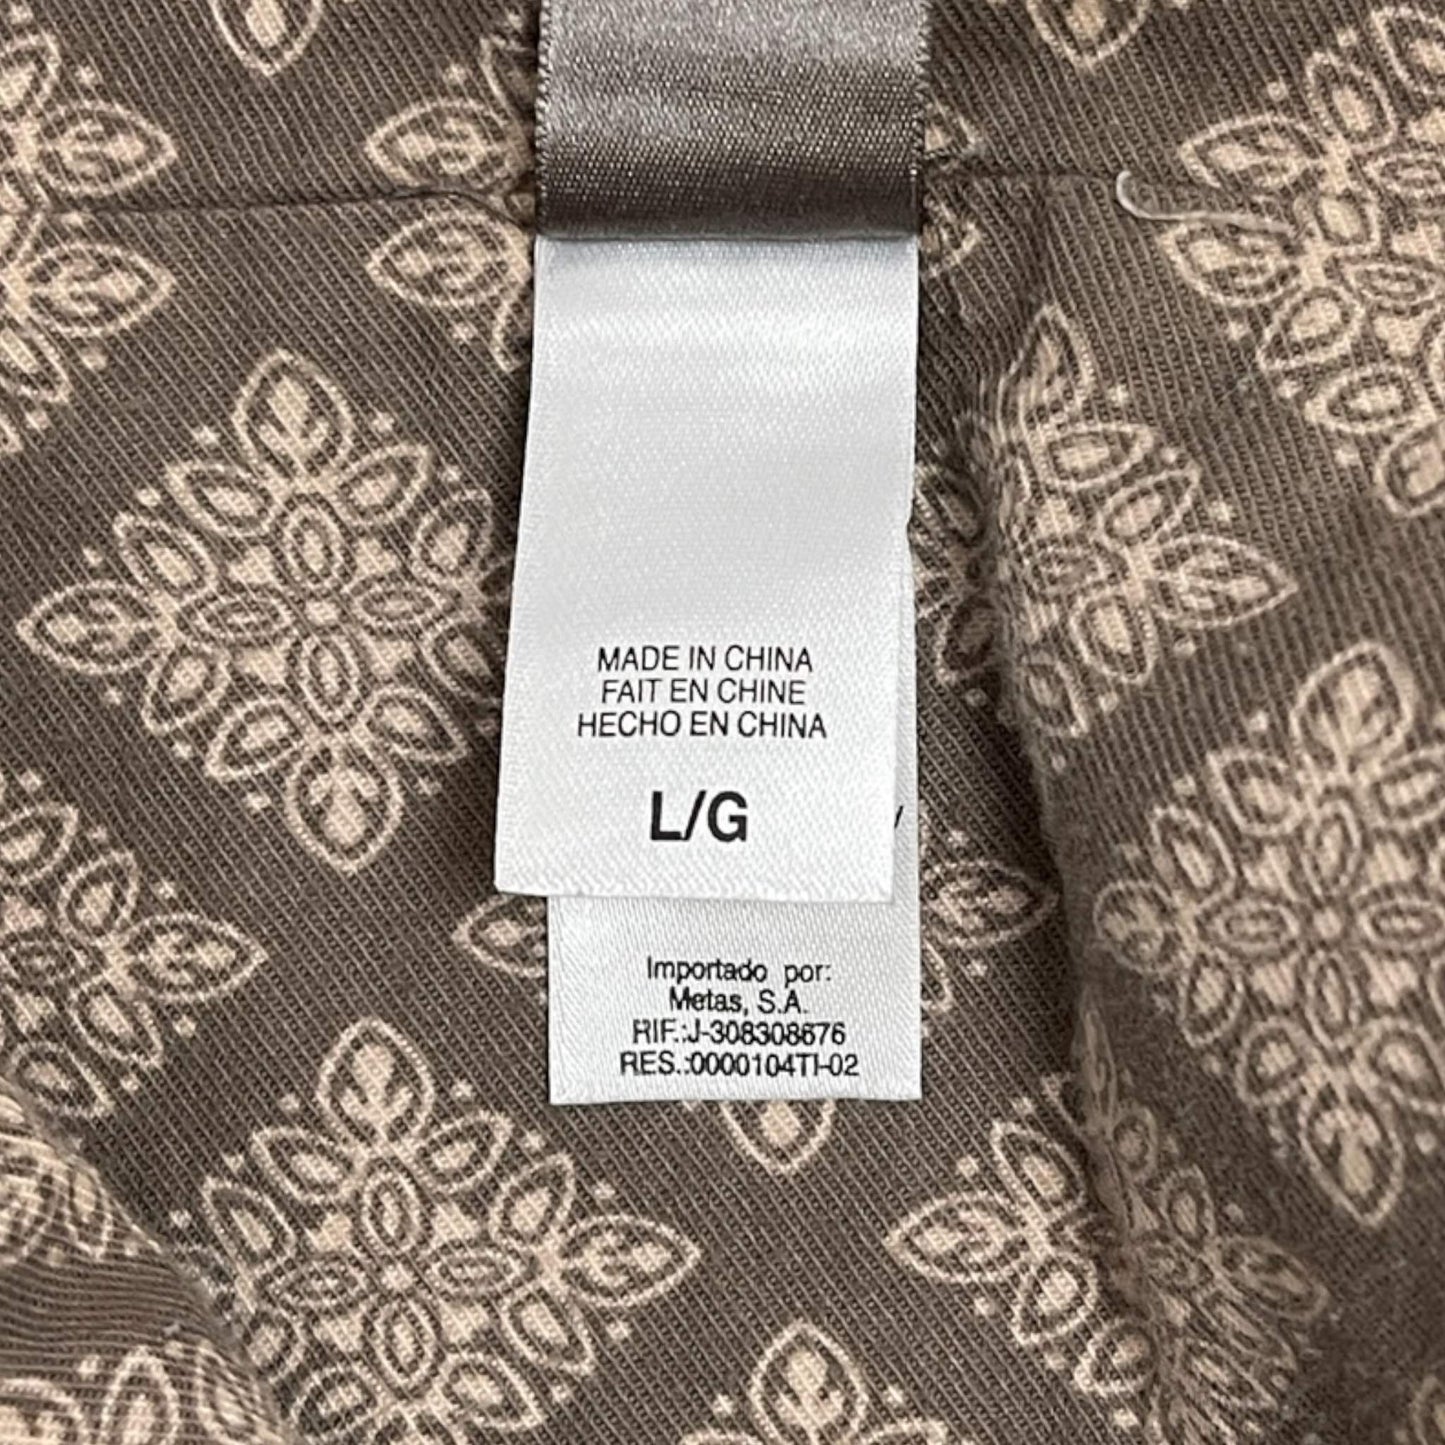 MADE IN CHINA
FAIT EN CHINE
HECHO EN CHINA
L/G
Importado por:
Metas, S.A.
RIF.:J-308308676
RES.:0000104TI-02